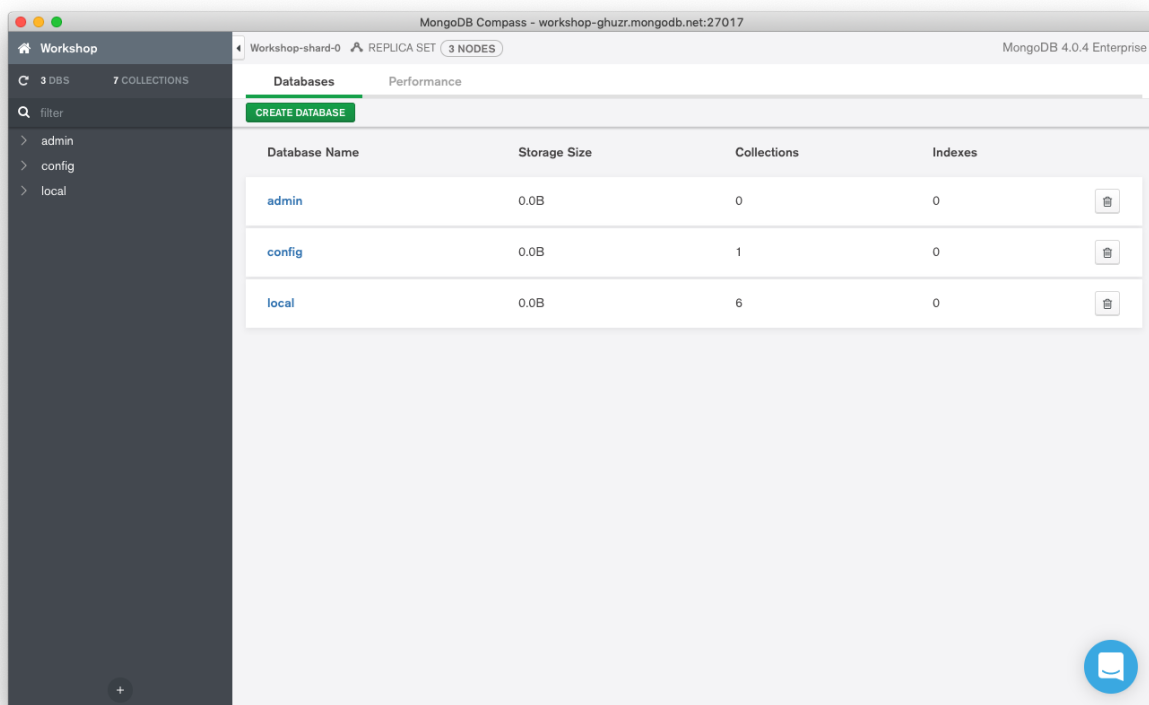 MongoDB Compass - workshop-ghuzr.mongodb.net:27017
Workshop
Workshop-shard-0 REPLICA SET 3 NODES MongoDB 4.0.4 Enterprise
3 DBS 7 COLLECTIONS
Databases Performance
filter
CREATE DATABASE
admin
config
local
Database Name Storage Size Collections Indexes
admin 0.0B 0 0
config 0.0B 1 0
local 0.0B 6 0